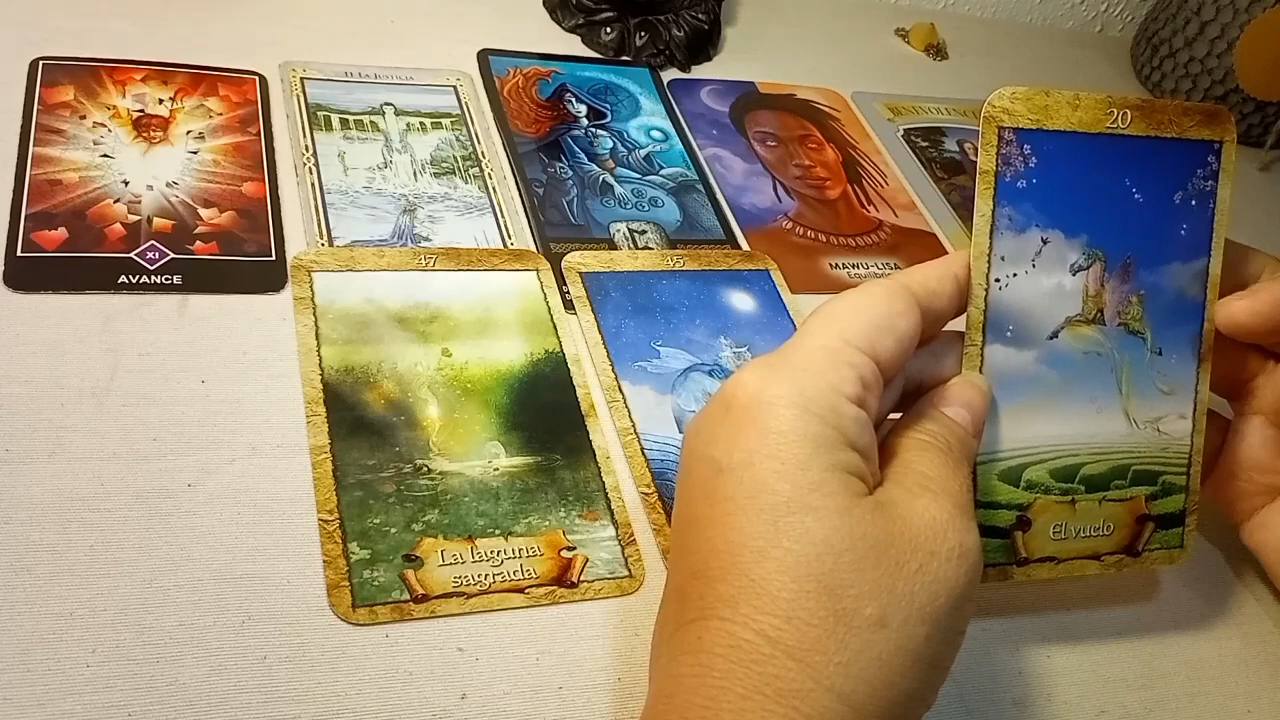 XI
AVANCE
11 LA JUSTICIA
MAWU-LISA
47
La laguna
sagrada
45
20
El vuelo